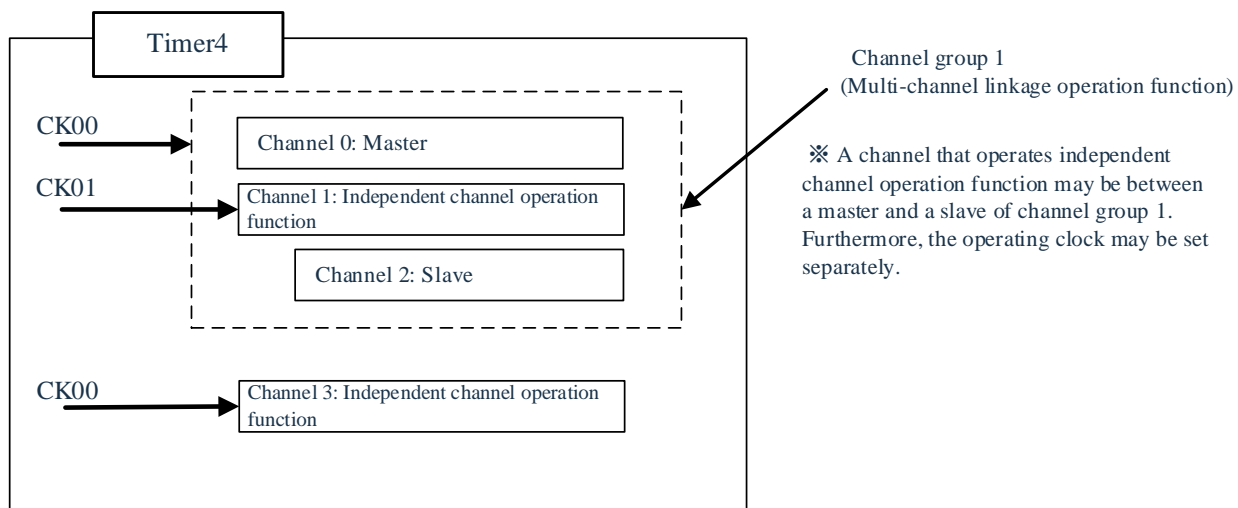 Timer4
Channel group 1
(Multi-channel linkage operation function)
CK00
Channel 0: Master
CK01
Channel 1: Independent channel operation
function
Channel 2: Slave
※ A channel that operates independent
channel operation function may be between
a master and a slave of channel group 1.
Furthermore, the operating clock may be set
separately.
CK00
Channel 3: Independent channel operation
function